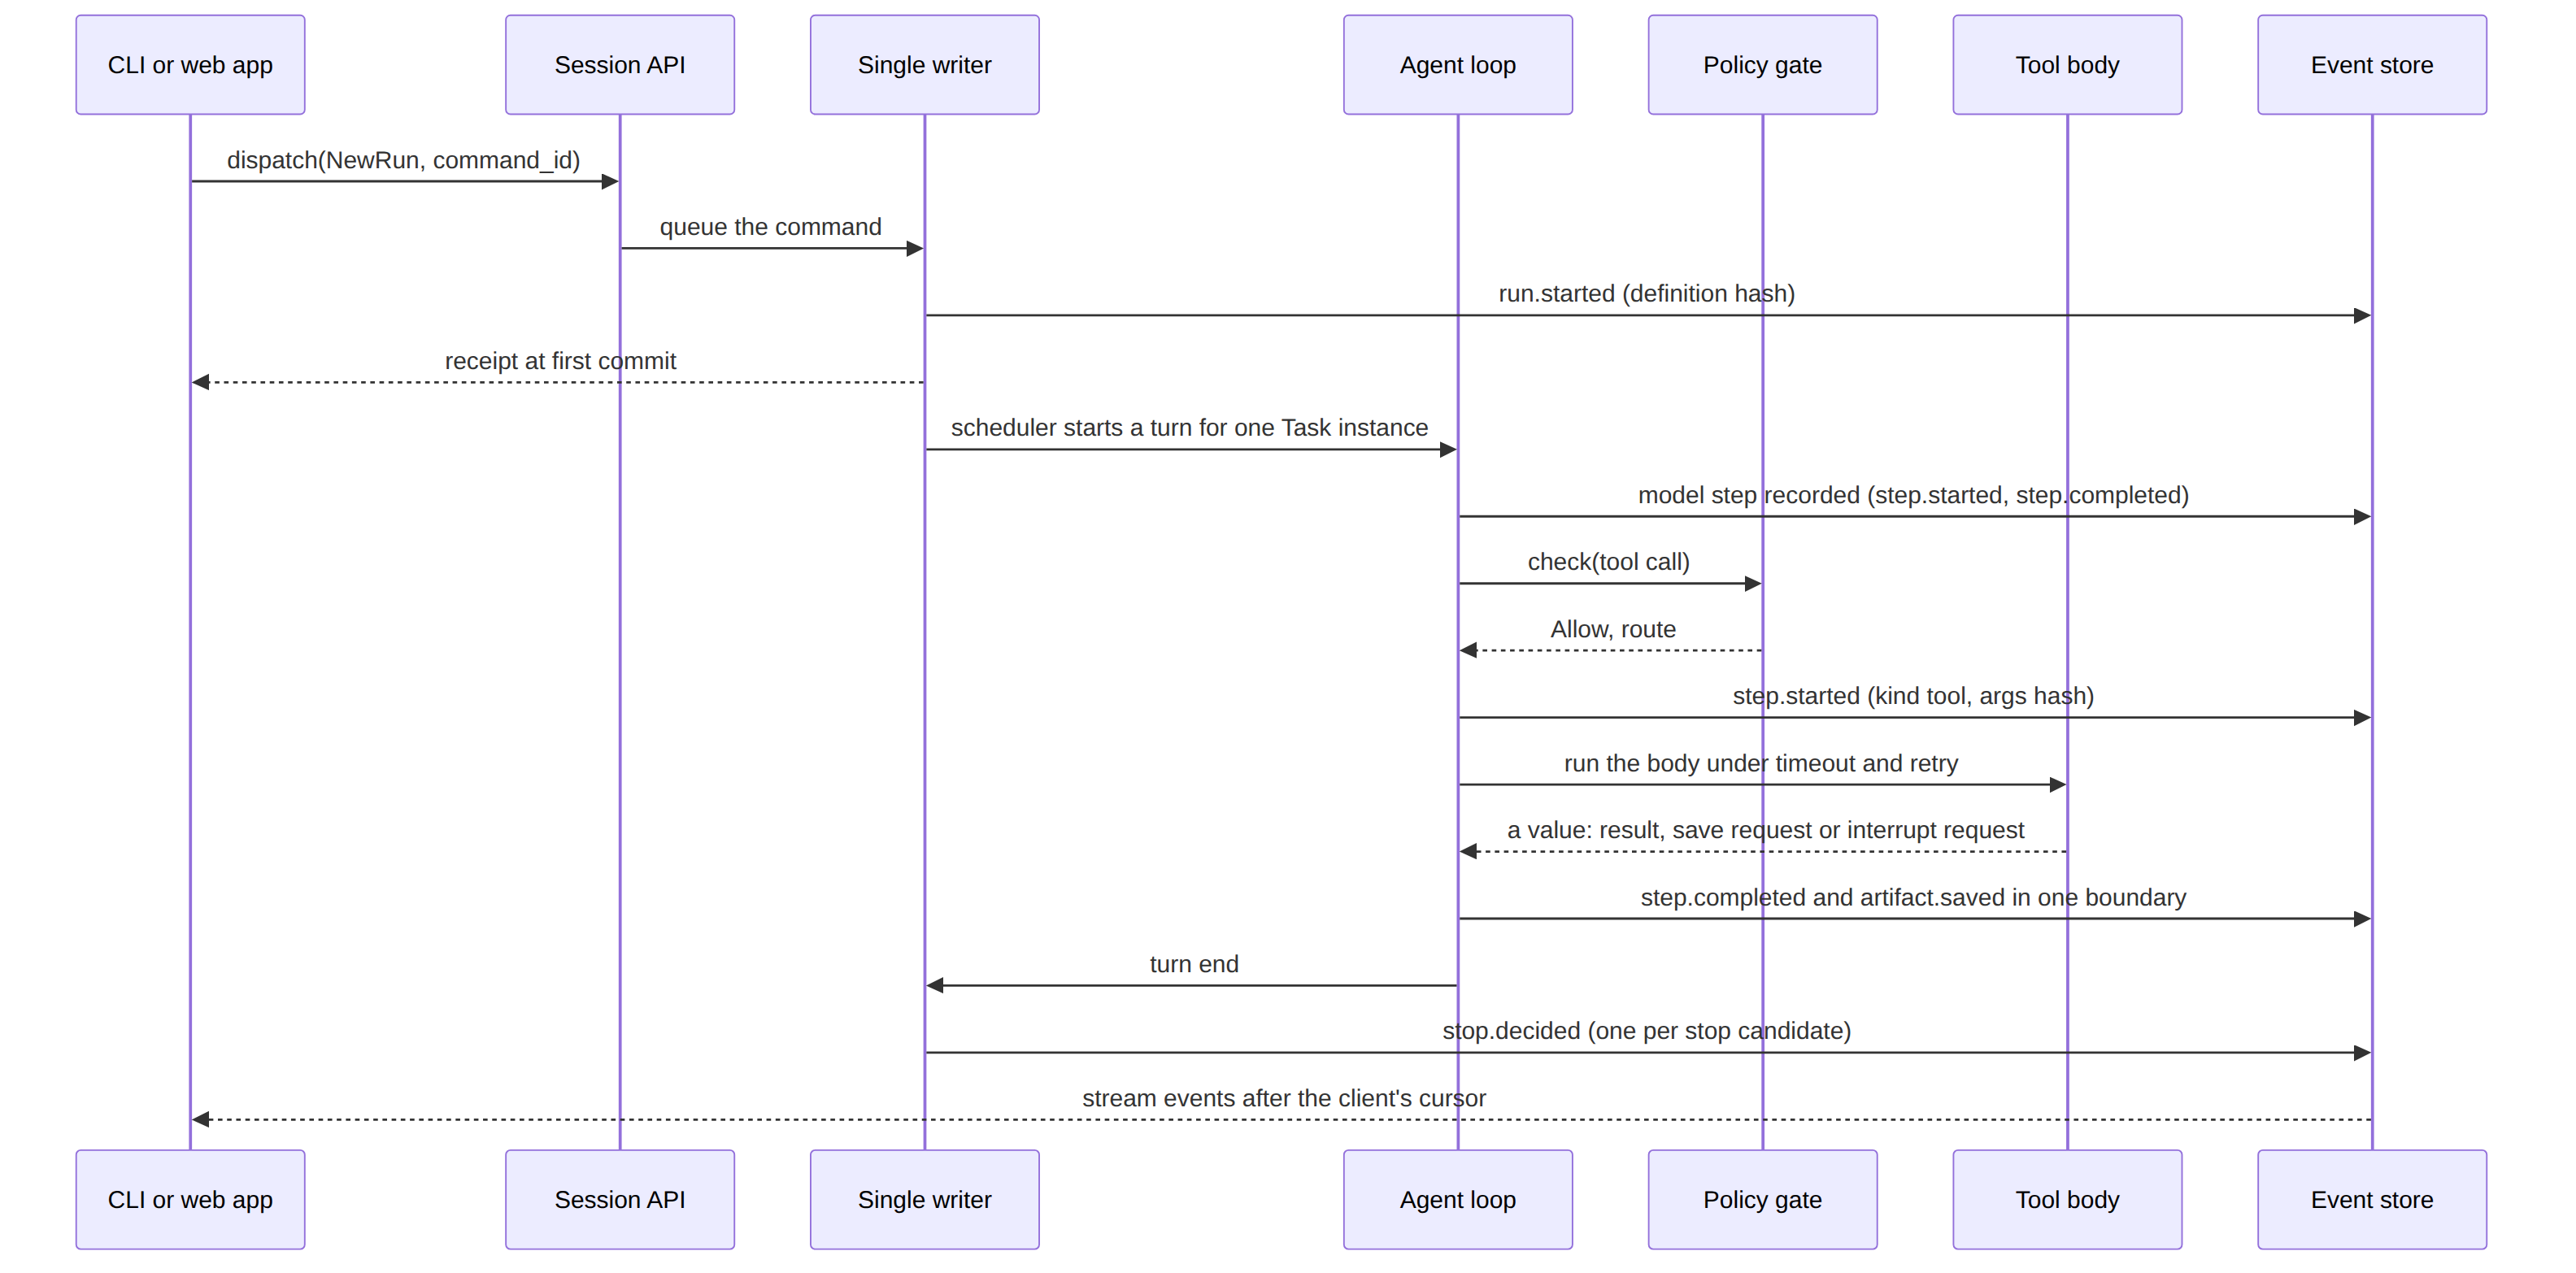 CLI or web app
Session API
Single writer
Agent loop
Policy gate
Tool body
Event store
dispatch(NewRun, command_id)
queue the command
run.started (definition hash)
receipt at first commit
scheduler starts a turn for one Task instance
model step recorded (step.started, step.completed)
check(tool call)
Allow, route
step.started (kind tool, args hash)
run the body under timeout and retry
a value: result, save request or interrupt request
step.completed and artifact.saved in one boundary
turn end
stop.decided (one per stop candidate)
stream events after the client's cursor
CLI or web app
Session API
Single writer
Agent loop
Policy gate
Tool body
Event store